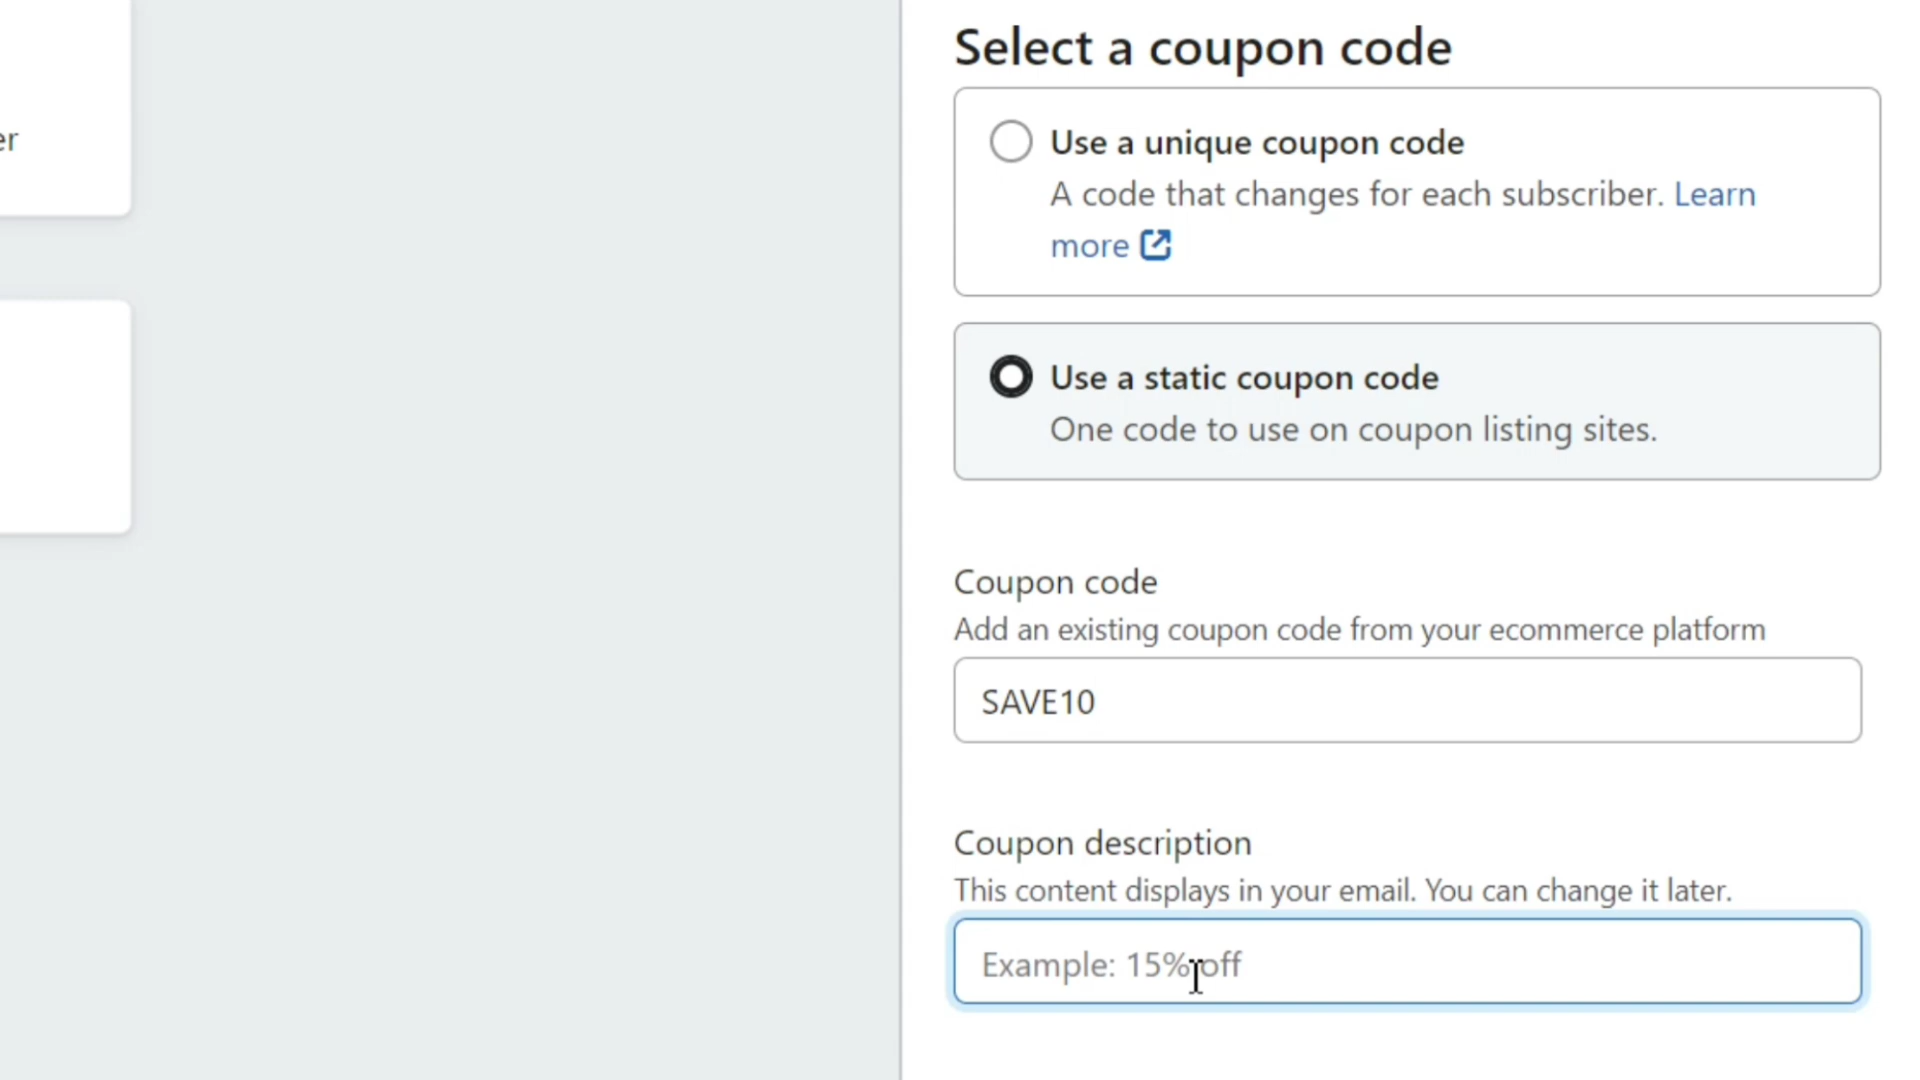 er
Select a coupon code
Use a unique coupon code
A code that changes for each subscriber. Learn
more
Use a static coupon code
One code to use on coupon listing sites.
Coupon code
Add an existing coupon code from your ecommerce platform
SAVE10
Coupon description
This content displays in your email. You can change it later.
Example: 15% off